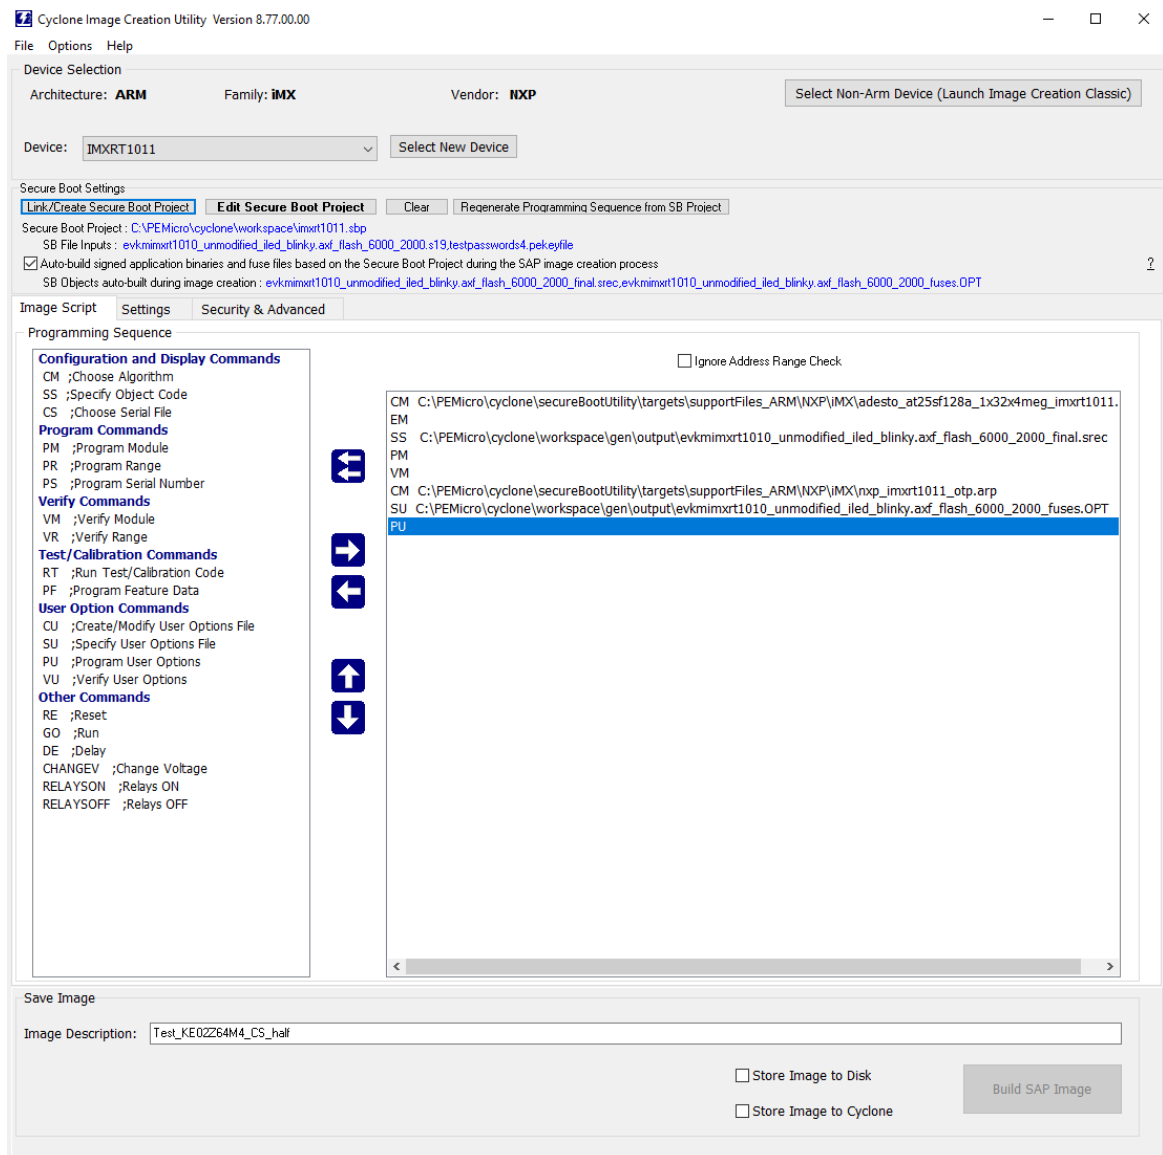 Cyclone Image Creation Utility  Version 8.77.00.00
File  Options  Help
Device Selection
Architecture: ARM  Family: iMX  Vendor: NXP  Select Non-Arm Device (Launch Image Creation Classic)
Device: IMXRT1011  Select New Device
Secure Boot Settings
Link/Create Secure Boot Project  Edit Secure Boot Project  Clear  Regenerate Programming Sequence from SB Project
Secure Boot Project : C:\PEMicro\cyclone\workspace\imxrt1011.sbp
SB File Inputs : evkmimxrt1010_unmodified_iled_blinky.axf_flash_6000_2000.s19,testpasswords4.pekeyfile
Auto-build signed application binaries and fuse files based on the Secure Boot Project during the SAP image creation process  ?
SB Objects auto-built during image creation : evkmimxrt1010_unmodified_iled_blinky.axf_flash_6000_2000_final.srec,evkmimxrt1010_unmodified_iled_blinky.axf_flash_6000_2000_fuses.OPT
Image Script  Settings  Security & Advanced
Programming Sequence
Configuration and Display Commands
CM ;Choose Algorithm
SS ;Specify Object Code
CS ;Choose Serial File
Program Commands
PM ;Program Module
PR ;Program Range
PS ;Program Serial Number
Verify Commands
VM ;Verify Module
VR ;Verify Range
Test/Calibration Commands
RT ;Run Test/Calibration Code
PF ;Program Feature Data
User Option Commands
CU ;Create/Modify User Options File
SU ;Specify User Options File
PU ;Program User Options
VU ;Verify User Options
Other Commands
RE ;Reset
GO ;Run
DE ;Delay
CHANGEV ;Change Voltage
RELAYSON ;Relays ON
RELAYSOFF ;Relays OFF
Ignore Address Range Check
CM C:\PEMicro\cyclone\secureBootUtility\targets\supportFiles_ARM\NXP\iMX\adesto_at25sf128a_1x32x4meg_imxrt1011.
EM
SS C:\PEMicro\cyclone\workspace\gen\output\evkmimxrt1010_unmodified_iled_blinky.axf_flash_6000_2000_final.srec
PM
VM
CM C:\PEMicro\cyclone\secureBootUtility\targets\supportFiles_ARM\NXP\iMX\nxp_imxrt1011_otp.arp
SU C:\PEMicro\cyclone\workspace\gen\output\evkmimxrt1010_unmodified_iled_blinky.axf_flash_6000_2000_fuses.OPT
PU
Save Image
Image Description: Test_KE02Z64M4_CS_half
Store Image to Disk
Build SAP Image
Store Image to Cyclone